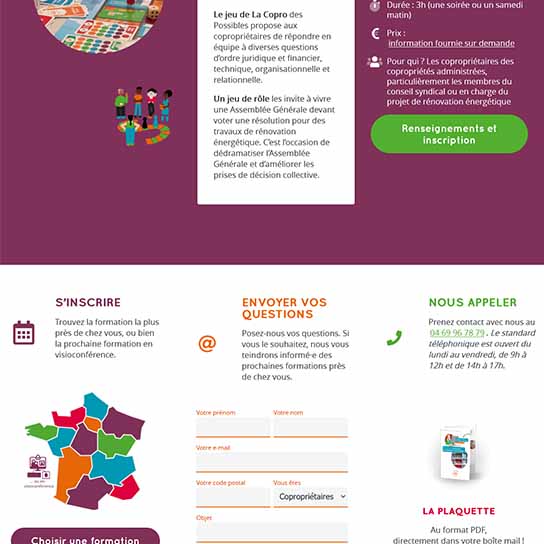 Le jeu de La Copro des
Possibles propose aux
copropriétaires de répondre en
équipe à diverses questions
d'ordre juridique et financier,
technique, organisationnelle et
relationnelle.
Un jeu de rôle les invite à vivre
une Assemblée Générale devant
voter une résolution pour des
travaux de rénovation
énergétique. C'est l'occasion de
dédramatiser l'Assemblée
Générale et d'améliorer les
prises de décision collective.
Durée : 3h (une soirée ou un samedi
matin)
Prix :
information fournie sur demande
Pour qui ? Les copropriétaires des
copropriétés administrées,
particulièrement les membres du
conseil syndical ou en charge du
projet de rénovation énergétique
Renseignements et
inscription
S'INSCRIRE
Trouvez la formation la plus
près de chez vous, ou bien
la prochaine formation en
visioconférence.
... ou en
visioconférence
Choisir une formation
ENVOYER VOS
QUESTIONS
@
Posez-nous vos questions. Si
vous le souhaitez, nous vous
teindrons informé·e des
prochaines formations près
de chez vous.
Votre prénom
Votre nom
Votre e-mail
Votre code postal
Vous êtes
Copropriétaires
Objet
NOUS APPELER
Prenez contact avec nous au
04 69 96 78 79 . Le standard
téléphonique est ouvert du
lundi au vendredi, de 9h à
12h et de 14h à 17h.
LA PLAQUETTE
Au format PDF,
directement dans votre boîte mail !